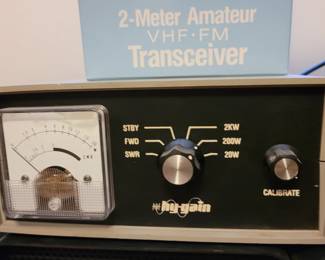 2-Meter Amateur
VHF·FM
Transceiver
STBY
FWD
SWR
2KW
200W
20W
CALIBRATE
hy-gain